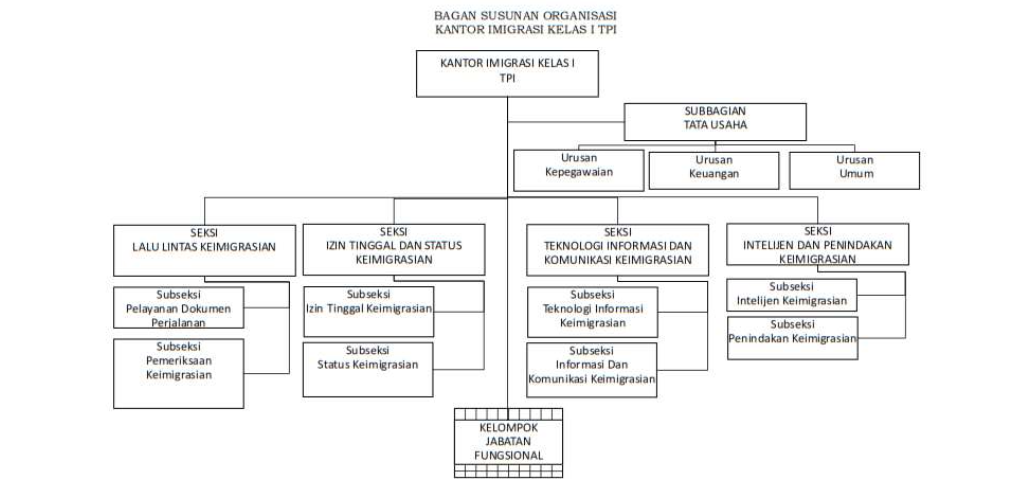 BAGAN SUSUNAN ORGANISASI
KANTOR IMIGRASI KELAS I TPI
KANTOR IMIGRASI KELAS I
TPI
SUBBAGIAN
TATA USAHA
Urusan
Kepegawaian
Urusan
Keuangan
Urusan
Umum
SEKSI
LALU LINTAS KEIMIGRASIAN
SEKSI
IZIN TINGGAL DAN STATUS
KEIMIGRASIAN
SEKSI
TEKNOLOGI INFORMASI DAN
KOMUNIKASI KEIMIGRASIAN
SEKSI
INTELIJEN DAN PENINDAKAN
KEIMIGRASIAN
Subseksi
Pelayanan Dokumen
Perjalanan
Subseksi
Izin Tinggal Keimigrasian
Subseksi
Teknologi Informasi
Keimigrasian
Subseksi
Intelijen Keimigrasian
Subseksi
Pemeriksaan
Keimigrasian
Subseksi
Status Keimigrasian
Subseksi
Informasi Dan
Komunikasi Keimigrasian
Subseksi
Penindakan Keimigrasian
KELOMPOK
JABATAN
FUNGSIONAL